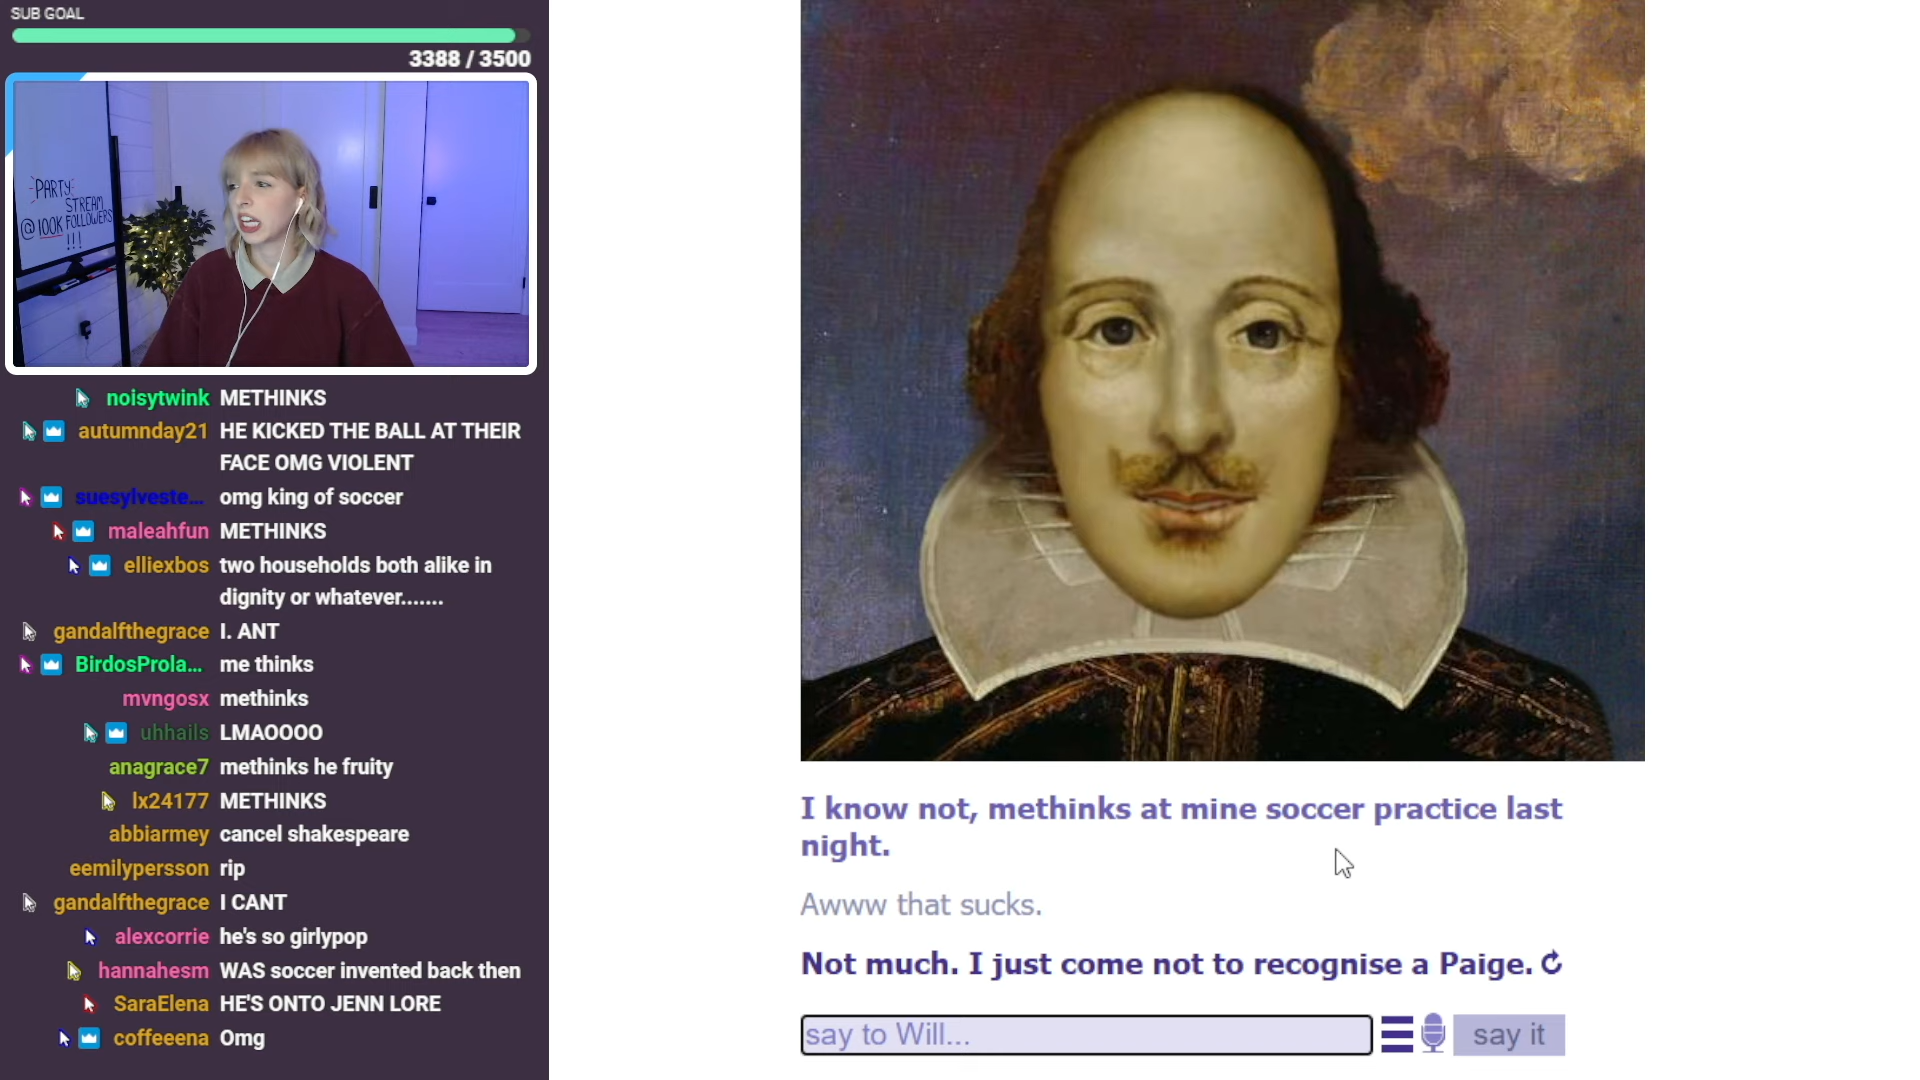 SUB GOAL
3388 / 3500
PARTY
STREAM
@ 100K FOLLOWERS
!!!
noisytwink METHINKS
autumnday21 HE KICKED THE BALL AT THEIR
FACE OMG VIOLENT
suesylveste... omg king of soccer
maleahfun METHINKS
elliexbos two households both alike in
dignity or whatever.......
gandalfthegrace I. ANT
BirdosProla... me thinks
mvngosx methinks
uhhails LMAOOOO
anagrace7 methinks he fruity
lx24177 METHINKS
abbiarmey cancel shakespeare
eemilypersson rip
gandalfthegrace I CANT
alexcorrie he's so girlypop
hannahesm WAS soccer invented back then
SaraElena HE'S ONTO JENN LORE
coffeeena Omg
I know not, methinks at mine soccer practice last
night.
Awww that sucks.
Not much. I just come not to recognise a Paige.
say to Will...
say it